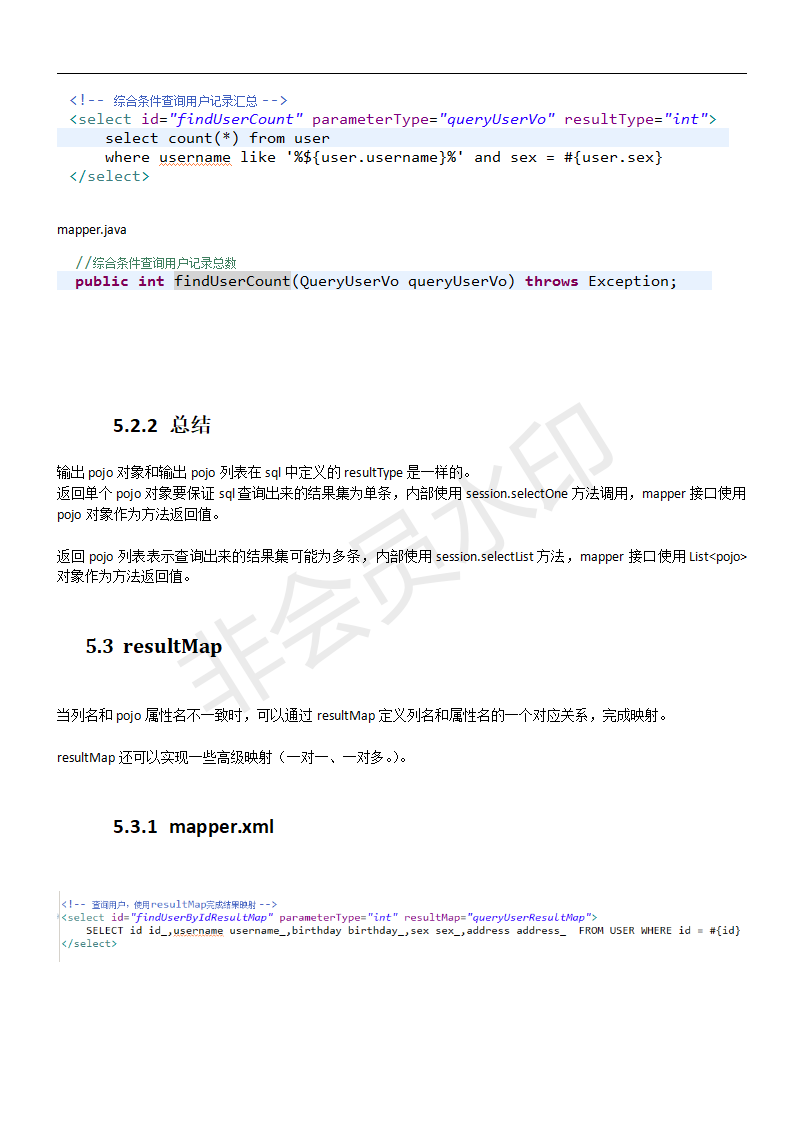 <!-- 综合条件查询用户记录汇总 -->
<select id="findUserCount" parameterType="queryUserVo" resultType="int">
select count(*) from user
where username like '%${user.username}%' and sex = #{user.sex}
</select>
mapper.java
//综合条件查询用户记录总数
public int findUserCount(QueryUserVo queryUserVo) throws Exception;
5.2.2 总结
输出 pojo 对象和输出 pojo 列表在 sql 中定义的 resultType 是一样的。
返回单个 pojo 对象要保证 sql 查询出来的结果集为单条，内部使用 session.selectOne 方法调用，mapper 接口使用
pojo 对象作为方法返回值。
返回 pojo 列表表示查询出来的结果集可能为多条，内部使用 session.selectList 方法，mapper 接口使用 List<pojo>
对象作为方法返回值。
5.3 resultMap
当列名和 pojo 属性名不一致时，可以通过 resultMap 定义列名和属性名的一个对应关系，完成映射。
resultMap 还可以实现一些高级映射（一对一、一对多。）。
5.3.1 mapper.xml
<!-- 查询用户，使用resultMap完成结果映射 -->
<select id="findUserByIdResultMap" parameterType="int" resultMap="queryUserResultMap">
SELECT id id_,username username_,birthday birthday_,sex sex_,address address_ FROM USER WHERE id = #{id}
</select>
非会员水印